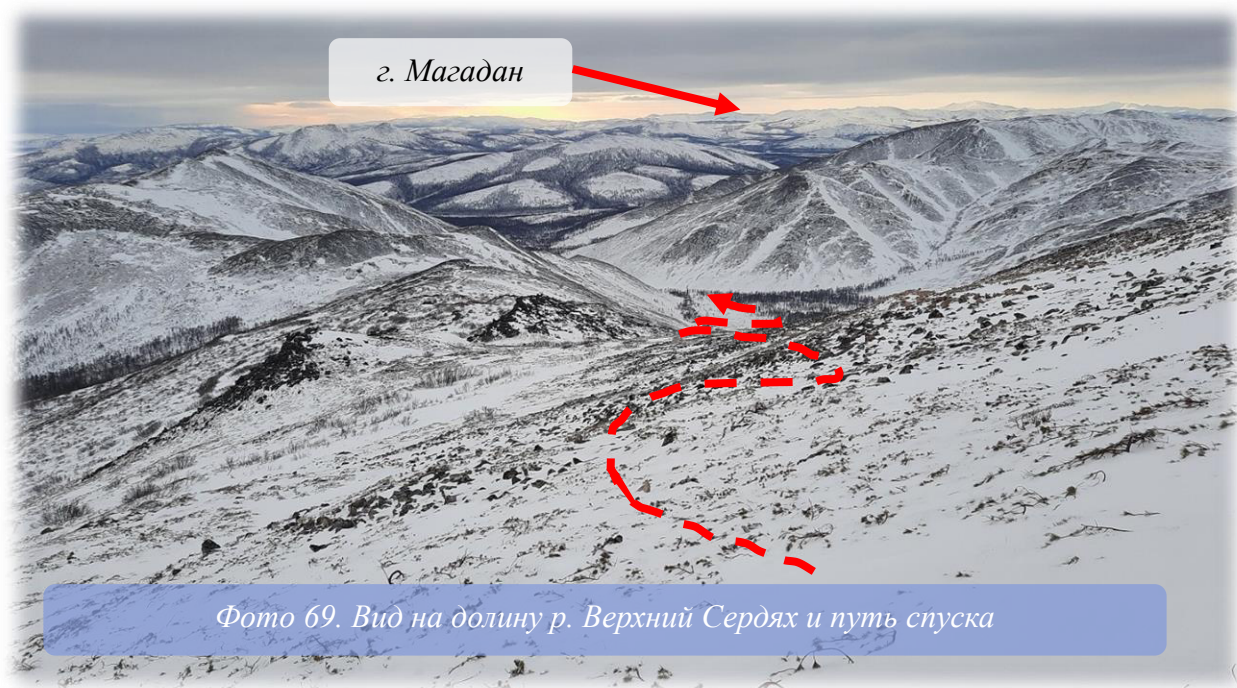 г. Магадан
Фото 69. Вид на долину р. Верхний Сердях и путь спуска